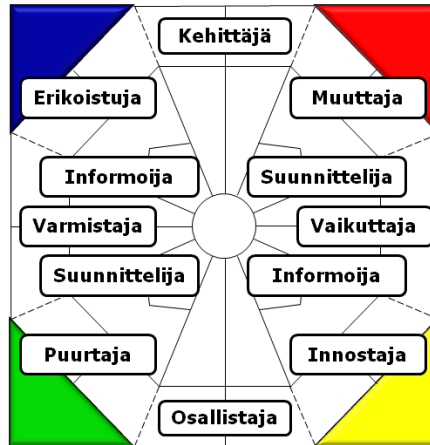 Kehittäjä
Erikoistuja
Muuttaja
Informoija
Suunnittelija
Varmistaja
Vaikuttaja
Suunnittelija
Informoija
Puurtaja
Innostaja
Osallistaja